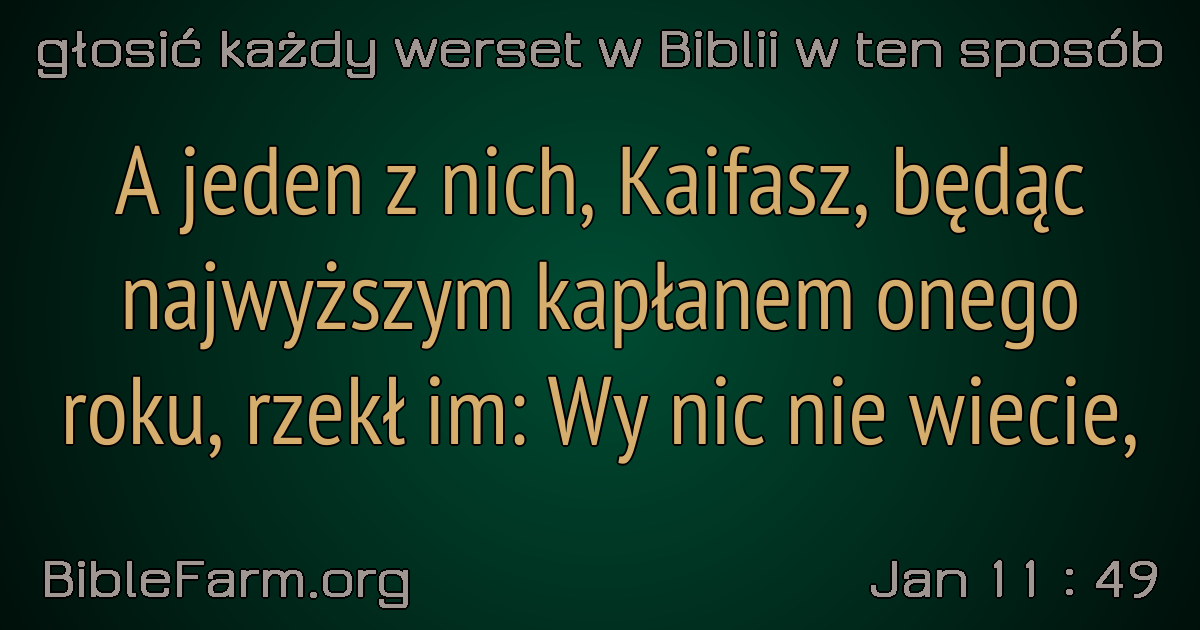 głosić każdy werset w Biblii w ten sposób
A jeden z nich, Kaifasz, będąc
najwyższym kapłanem onego
roku, rzekł im: Wy nic nie wiecie,
BibleFarm.org
Jan 11 : 49